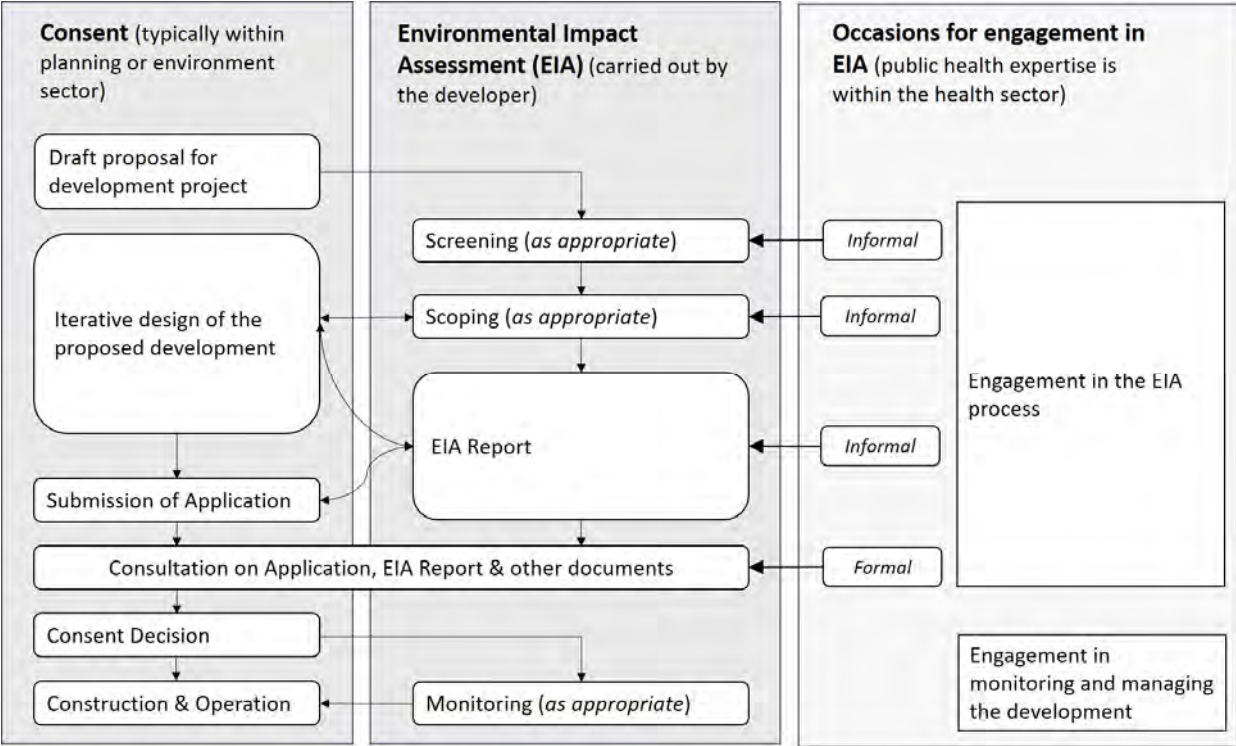 Consent (typically within
planning or environment
sector)
Draft proposal for
development project
Iterative design of the
proposed development
Submission of Application
Consultation on Application, EIA Report & other documents
Consent Decision
Construction & Operation
Environmental Impact
Assessment (EIA) (carried out by
the developer)
Screening (as appropriate)
Scoping (as appropriate)
EIA Report
Monitoring (as appropriate)
Occasions for engagement in
EIA (public health expertise is
within the health sector)
Informal
Informal
Informal
Formal
Engagement in the EIA
process
Engagement in
monitoring and managing
the development